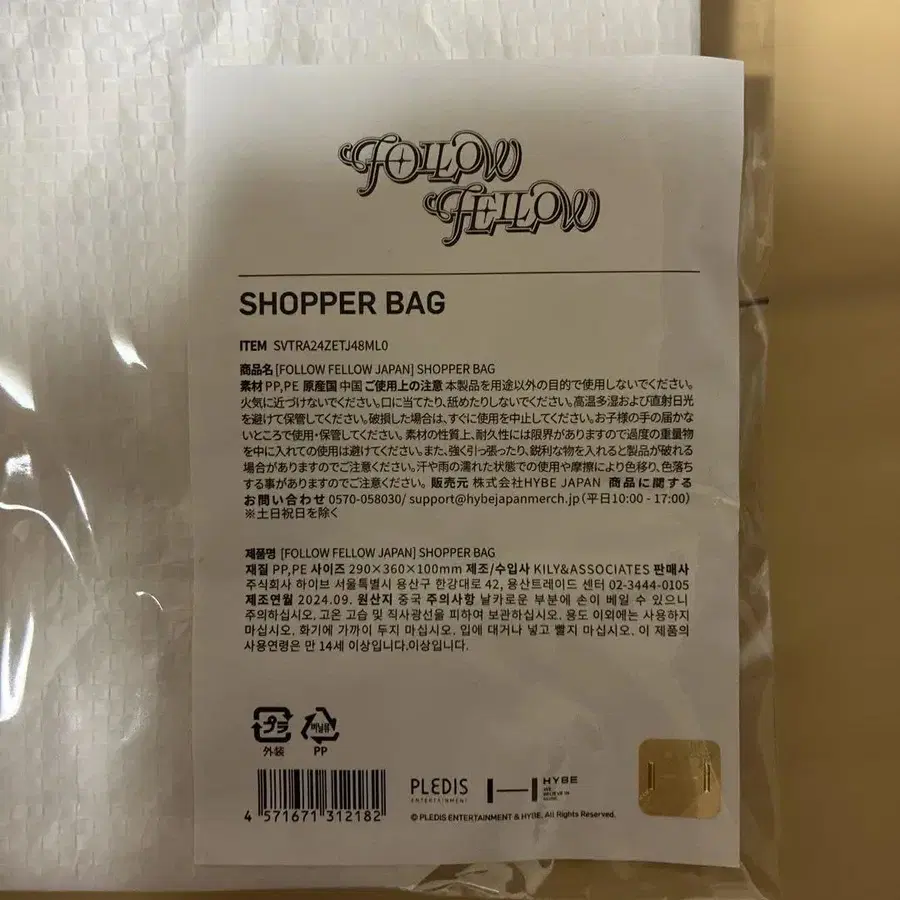 FOLLOW
FELLOW
SHOPPER BAG
ITEM SVTRA24ZETJ48ML0
商品名 [FOLLOW FELLOW JAPAN] SHOPPER BAG
素材 PP,PE 原産国 中国 ご使用上の注意 本製品を用途以外の目的で使用しないでください。
火気に近づけないでください。口に当てたり、舐めたりしないでください。高温多湿および直射日光
を避けて保管してください。破損した場合は、すぐに使用を中止してください。お子様の手の届かな
いところで使用・保管してください。素材の性質上、耐久性には限界がありますので過度の重量物
を中に入れての使用は避けてください。また、強く引っ張ったり、鋭利な物を入れると製品が破れる
場合がありますのでご注意ください。汗や雨の濡れた状態での使用や摩擦により色移り、色落ち
する事がありますのでご注意ください。 販売元 株式会社HYBE JAPAN 商品に関する
お問い合わせ 0570-058030/ support@hybejapanmerch.jp (平日10:00 - 17:00)
※土日祝日を除く
제품명 [FOLLOW FELLOW JAPAN] SHOPPER BAG
재질 PP,PE 사이즈 290×360×100mm 제조/수입사 KILY&ASSOCIATES 판매사
주식회사 하이브 서울특별시 용산구 한강대로 42, 용산트레이드 센터 02-3444-0105
제조연월 2024.09. 원산지 중국 주의사항 날카로운 부분에 손이 베일 수 있으니
주의하십시오. 고온 고습 및 직사광선을 피하여 보관하십시오. 용도 이외에는 사용하지
마십시오. 화기에 가까이 두지 마십시오. 입에 대거나 넣고 빨지 마십시오. 이 제품의
사용연령은 만 14세 이상입니다.이상입니다.
プラ 비닐류
外装 PP
4 571671 312182
PLEDIS
ENTERTAINMENT
HYBE
WE
BELIEVE IN
MUSIC
© PLEDIS ENTERTAINMENT & HYBE. All Rights Reserved.